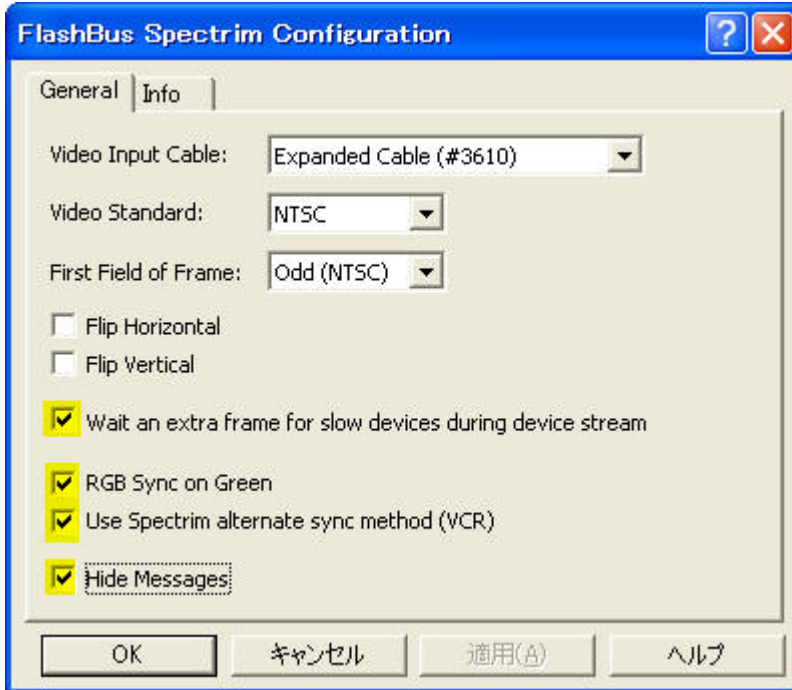 FlashBus Spectrim Configuration
General Info
Video Input Cable: Expanded Cable (#3610)
Video Standard: NTSC
First Field of Frame: Odd (NTSC)
Flip Horizontal
Flip Vertical
Wait an extra frame for slow devices during device stream
RGB Sync on Green
Use Spectrim alternate sync method (VCR)
Hide Messages
OK キャンセル 適用(A) ヘルプ